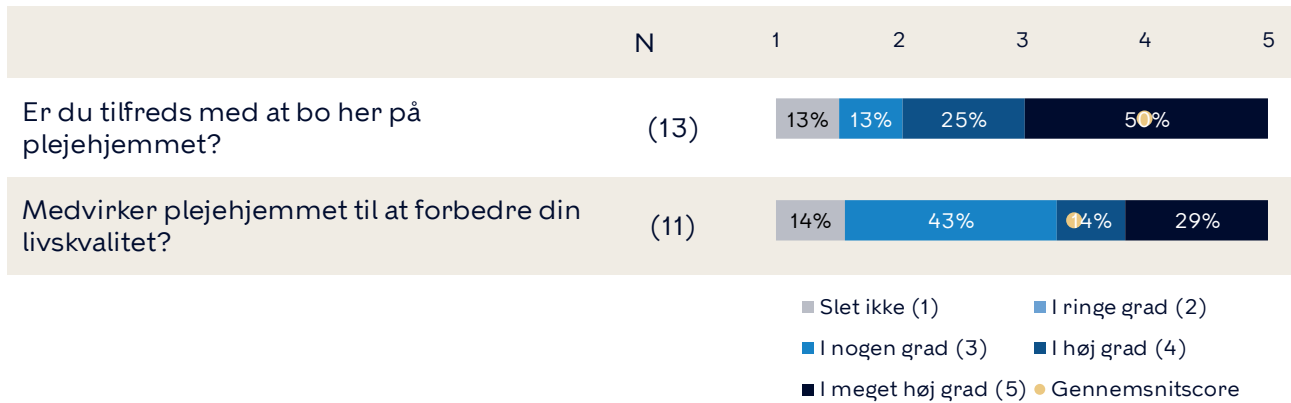 N 1 2 3 4 5
Er du tilfreds med at bo her på
plejehjemmet?
(13)
13% 13% 25% 50%
Medvirker plejehjemmet til at forbedre din
livskvalitet?
(11)
14% 43% 14% 29%
Slet ikke (1) I ringe grad (2)
I nogen grad (3) I høj grad (4)
I meget høj grad (5) Gennemsnitscore